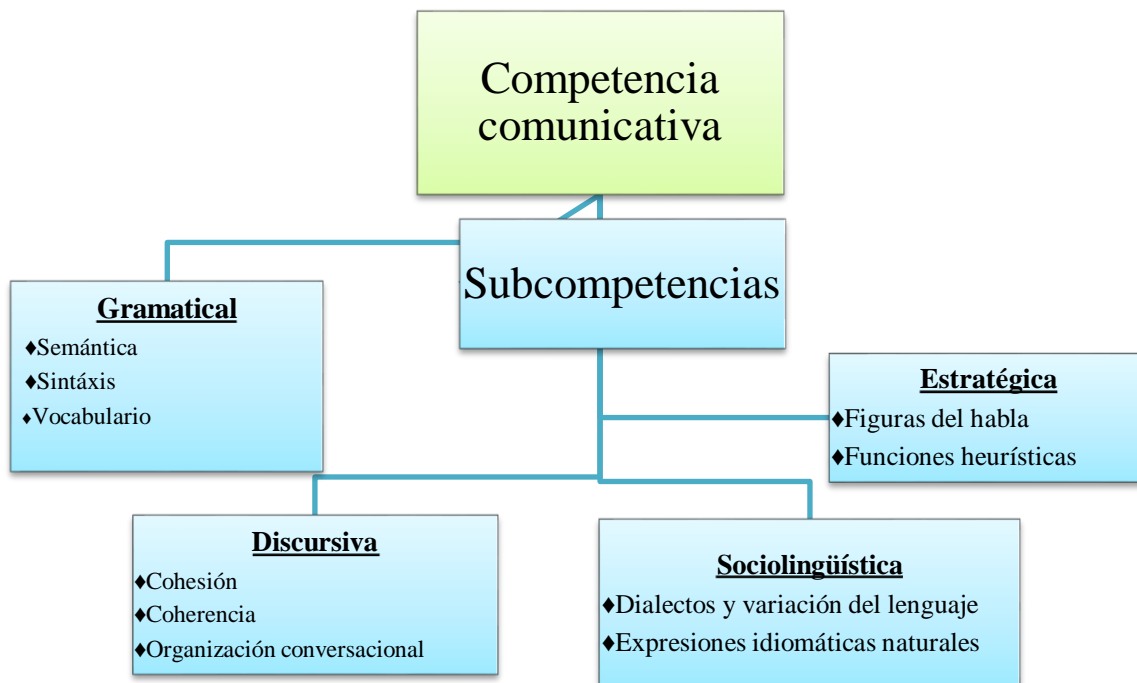 Competencia
comunicativa
Subcompetencias
Gramatical
♦Semántica
♦Sintáxis
♦Vocabulario
Estratégica
♦Figuras del habla
♦Funciones heurísticas
Discursiva
♦Cohesión
♦Coherencia
♦Organización conversacional
Sociolingüística
♦Dialectos y variación del lenguaje
♦Expresiones idiomáticas naturales